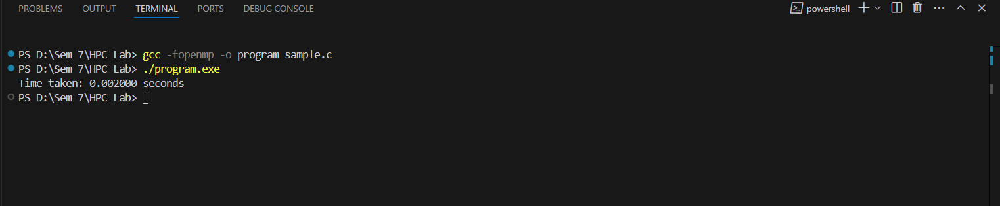 PROBLEMS OUTPUT TERMINAL PORTS DEBUG CONSOLE powershell
PS D:\Sem 7\HPC Lab> gcc -fopenmp -o program sample.c
PS D:\Sem 7\HPC Lab> ./program.exe
Time taken: 0.002000 seconds
PS D:\Sem 7\HPC Lab>